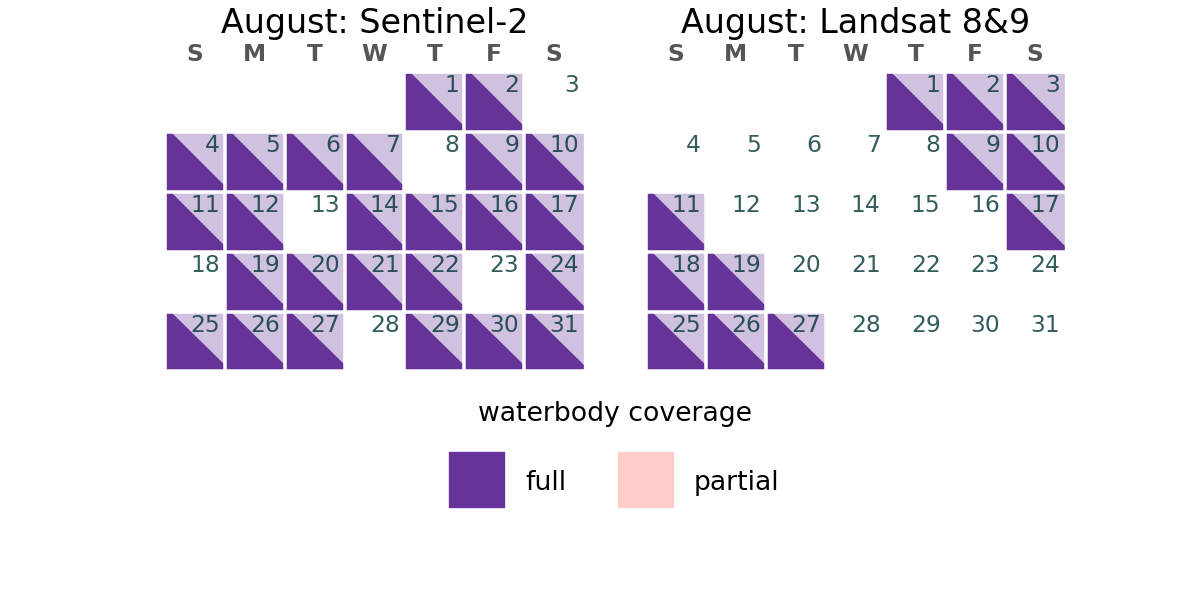 August: Sentinel-2
S M T W T F S
1 2 3
4 5 6 7 8 9 10
11 12 13 14 15 16 17
18 19 20 21 22 23 24
25 26 27 28 29 30 31
August: Landsat 8&9
S M T W T F S
1 2 3
4 5 6 7 8 9 10
11 12 13 14 15 16 17
18 19 20 21 22 23 24
25 26 27 28 29 30 31
waterbody coverage
full
partial